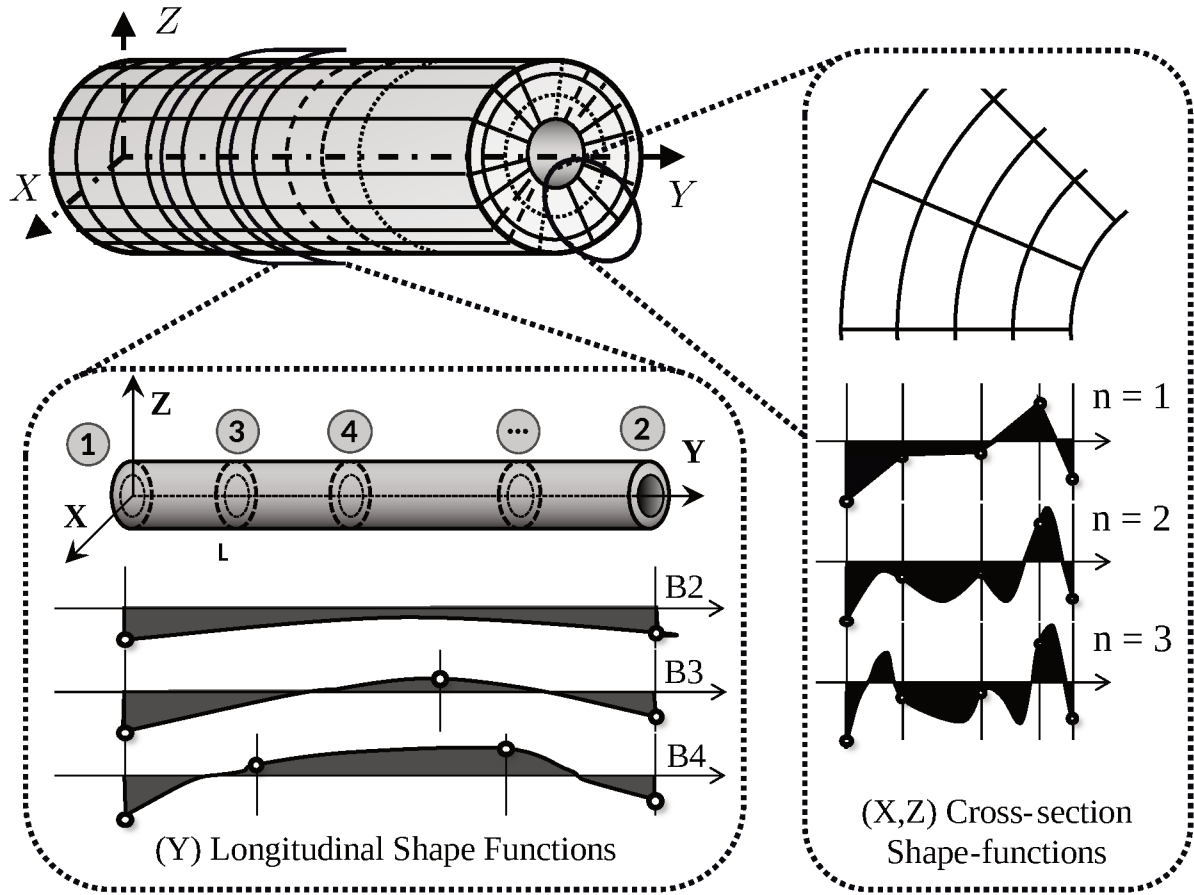 Z
X
Y
1
Z
3
4
...
2
Y
X
L
B2
B3
B4
(Y) Longitudinal Shape Functions
n = 1
n = 2
n = 3
(X,Z) Cross-section
Shape-functions